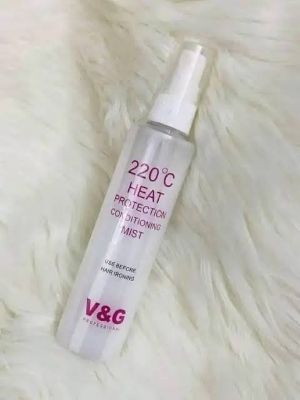 220°C
HEAT
PROTECTION
CONDITIONING
MIST
USE BEFORE
HAIR IRONING
V&G
PROFESSIONAL